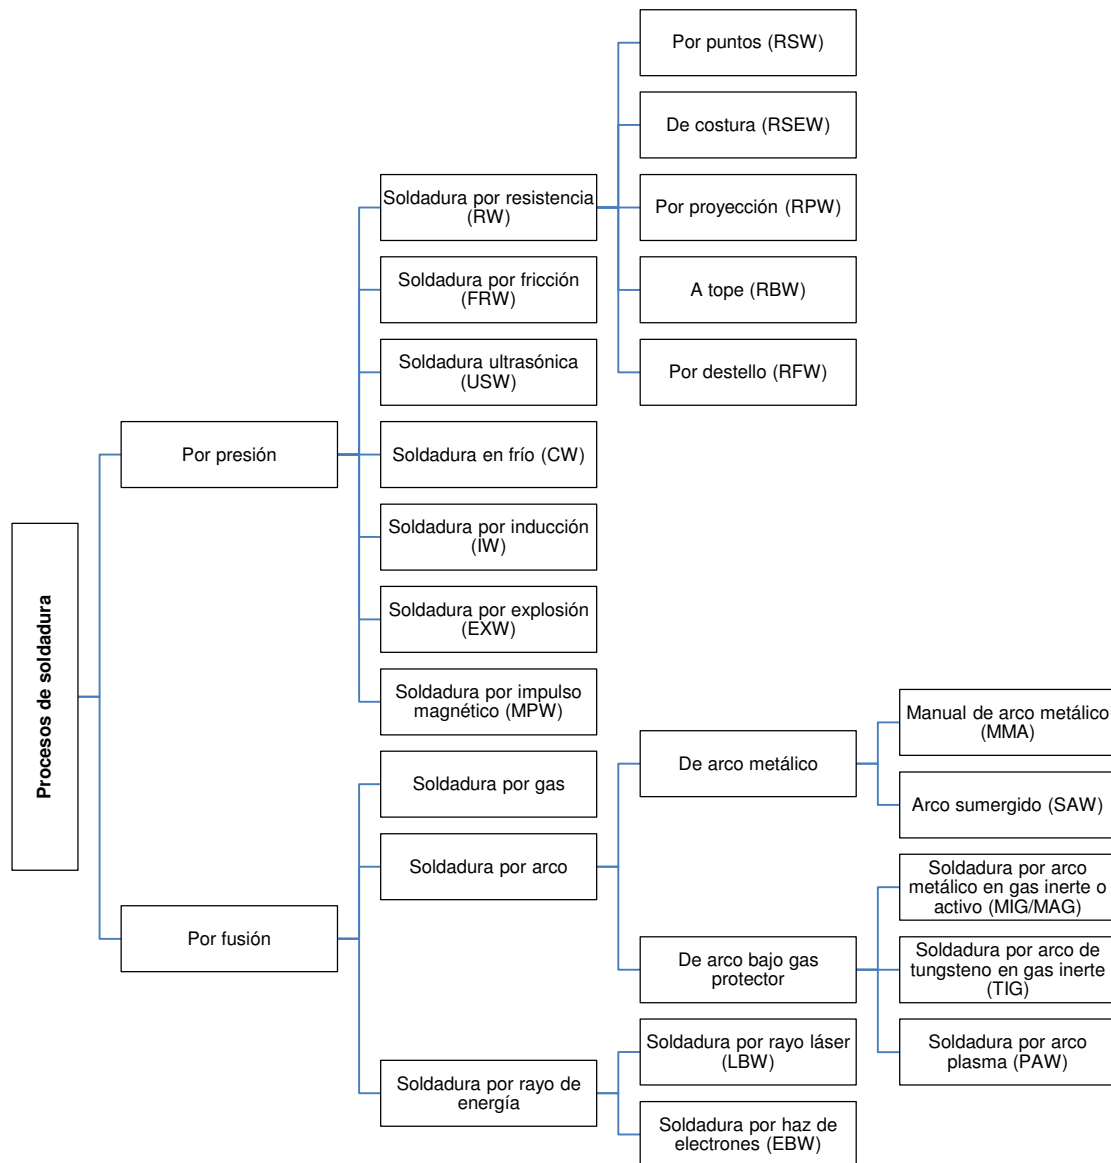 Procesos de soldadura
Por presión
Soldadura por resistencia
(RW)
Por puntos (RSW)
De costura (RSEW)
Por proyección (RPW)
A tope (RBW)
Por destello (RFW)
Soldadura por fricción
(FRW)
Soldadura ultrasónica
(USW)
Soldadura en frío (CW)
Soldadura por inducción
(IW)
Soldadura por explosión
(EXW)
Soldadura por impulso
magnético (MPW)
Por fusión
Soldadura por gas
Soldadura por arco
De arco metálico
Manual de arco metálico
(MMA)
Arco sumergido (SAW)
De arco bajo gas
protector
Soldadura por arco
metálico en gas inerte o
activo (MIG/MAG)
Soldadura por arco de
tungsteno en gas inerte
(TIG)
Soldadura por arco
plasma (PAW)
Soldadura por rayo de
energía
Soldadura por rayo láser
(LBW)
Soldadura por haz de
electrones (EBW)